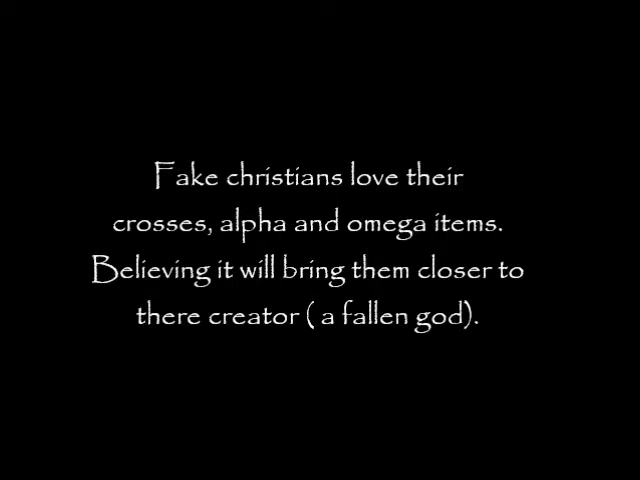 Fake christians love their
crosses, alpha and omega items.
Believing it will bring them closer to
there creator ( a fallen god).